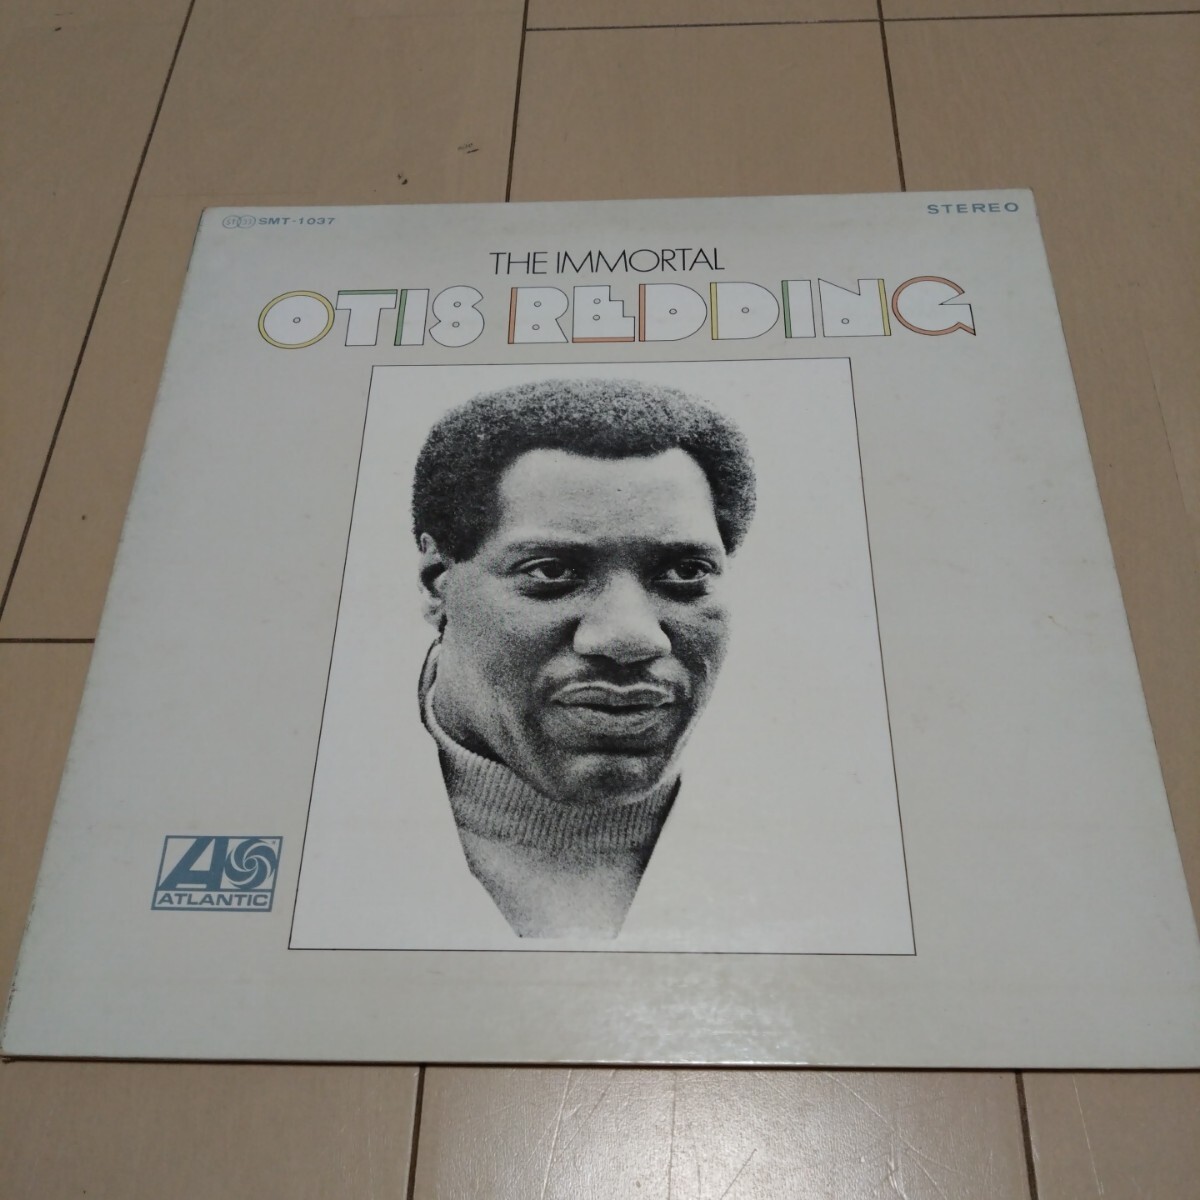 SMT-1037
STEREO
THE IMMORTAL
OTIS REDDING
ATLANTIC